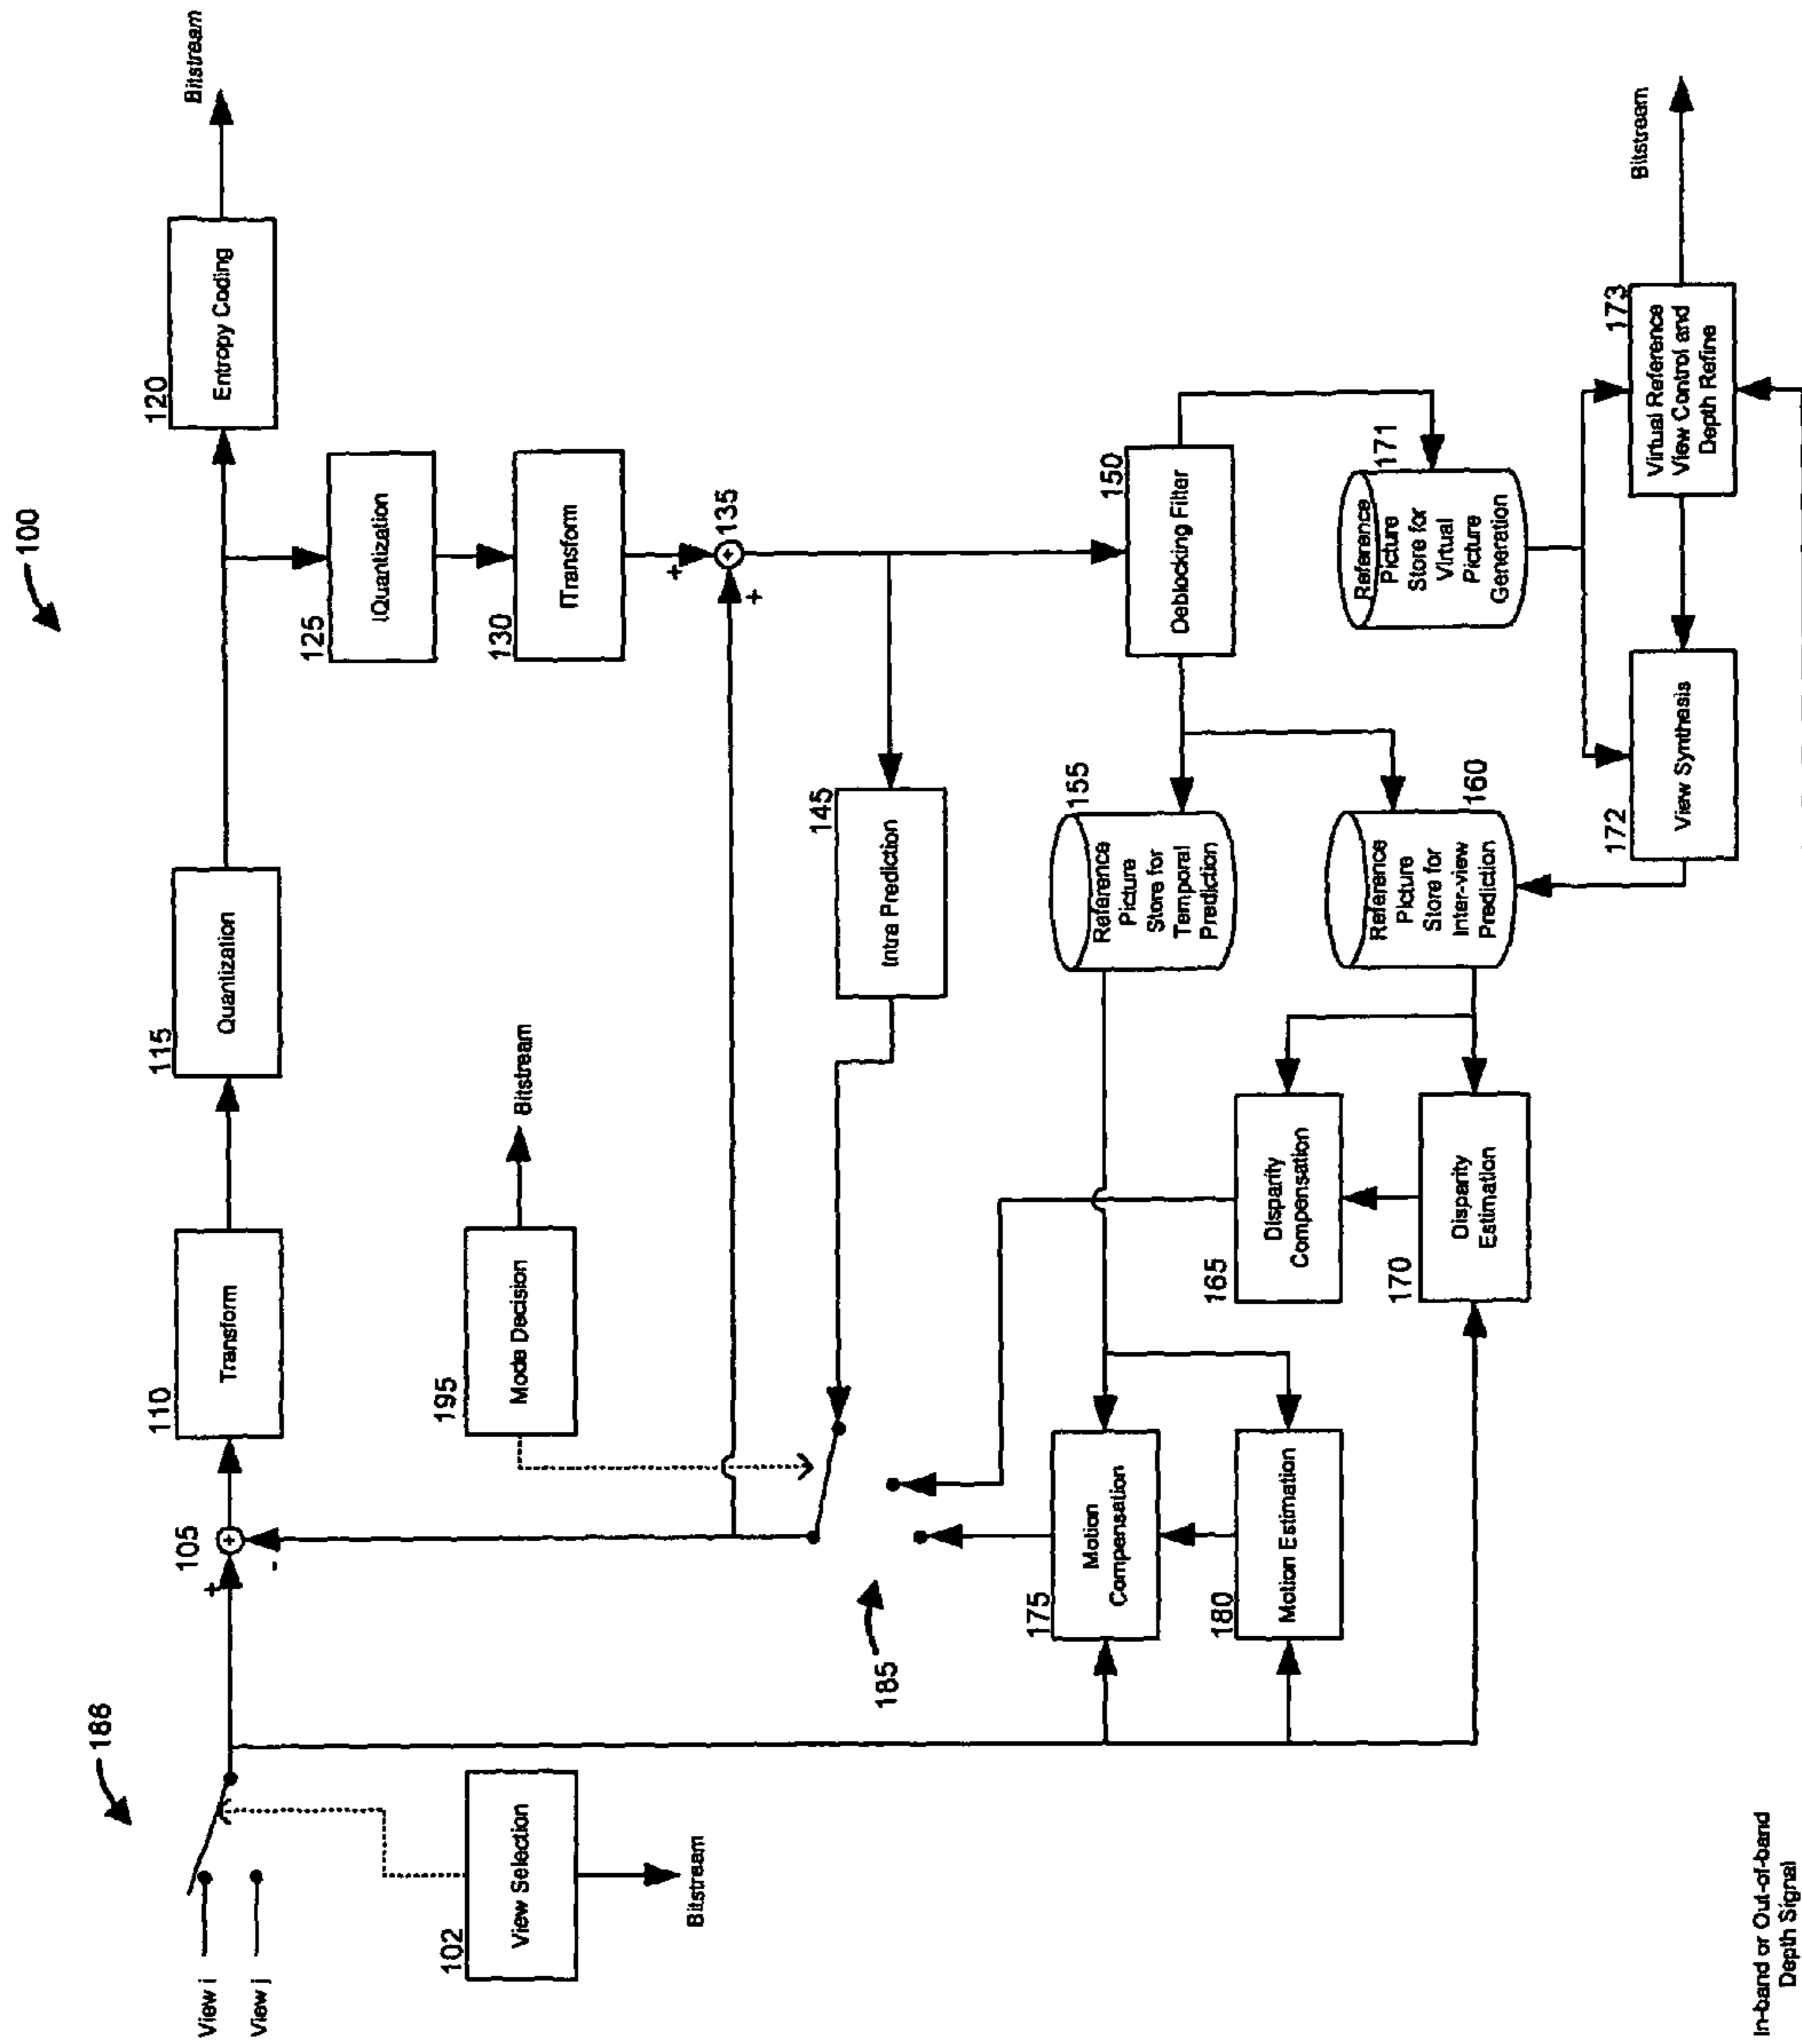 100
188
View i
View j
102
View Selection
Bitstream
105
+
-
110
Transform
115
Quantization
120
Entropy Coding
Bitstream
195
Mode Decision
Bitstream
125
IQuantization
130
ITransform
+
135
+
145
Intra Prediction
185
150
Deblocking Filter
175
Motion
Compensation
180
Motion Estimation
165
Disparity
Compensation
170
Disparity
Estimation
155
Reference
Picture
Store for
Temporal
Prediction
160
Reference
Picture
Store for
Inter-view
Prediction
171
Reference
Picture
Store for
Virtual
Picture
Generation
172
View Synthesis
173
Virtual Reference
View Control and
Depth Refine
Bitstream
In-band or Out-of-band
Depth Signal